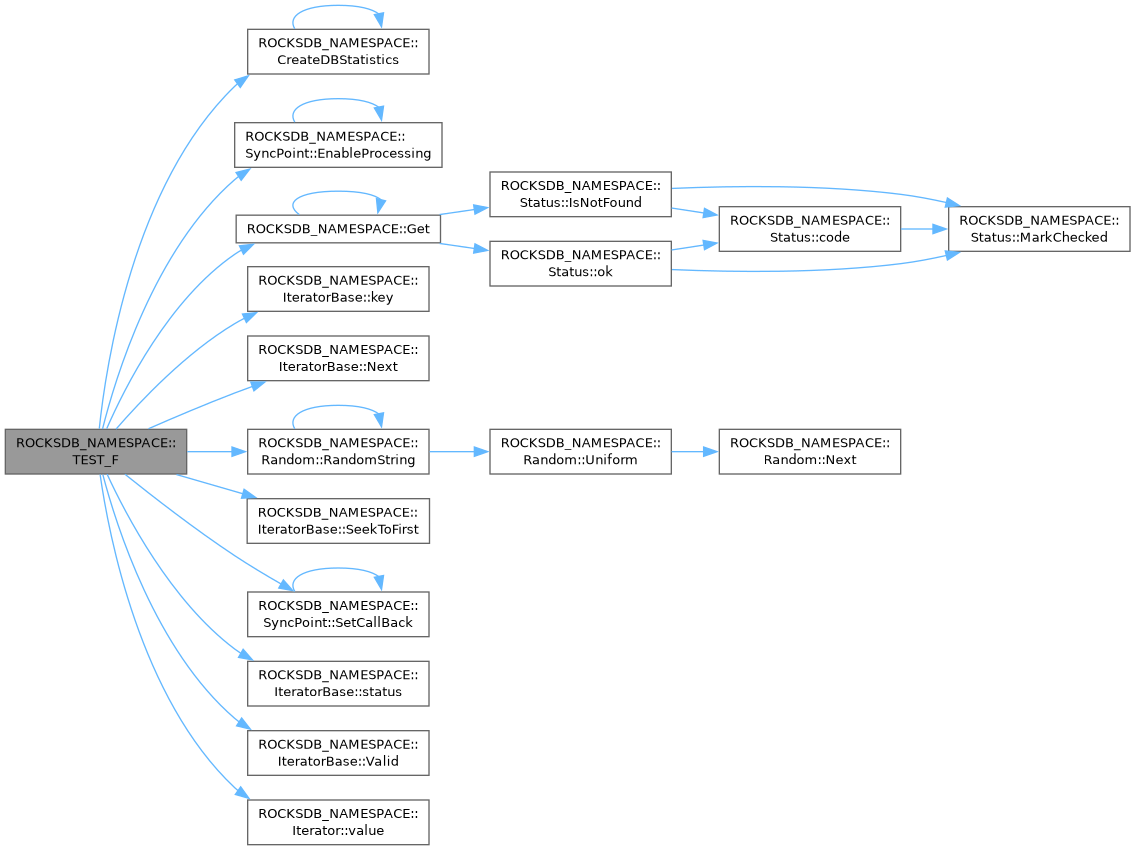 ROCKSDB_NAMESPACE::
CreateDBStatistics
ROCKSDB_NAMESPACE::
SyncPoint::EnableProcessing
ROCKSDB_NAMESPACE::
Status::IsNotFound
ROCKSDB_NAMESPACE::
Status::code
ROCKSDB_NAMESPACE::
Status::MarkChecked
ROCKSDB_NAMESPACE::Get
ROCKSDB_NAMESPACE::
Status::ok
ROCKSDB_NAMESPACE::
IteratorBase::key
ROCKSDB_NAMESPACE::
IteratorBase::Next
ROCKSDB_NAMESPACE::
TEST_F
ROCKSDB_NAMESPACE::
Random::RandomString
ROCKSDB_NAMESPACE::
Random::Uniform
ROCKSDB_NAMESPACE::
Random::Next
ROCKSDB_NAMESPACE::
IteratorBase::SeekToFirst
ROCKSDB_NAMESPACE::
SyncPoint::SetCallBack
ROCKSDB_NAMESPACE::
IteratorBase::status
ROCKSDB_NAMESPACE::
IteratorBase::Valid
ROCKSDB_NAMESPACE::
Iterator::value